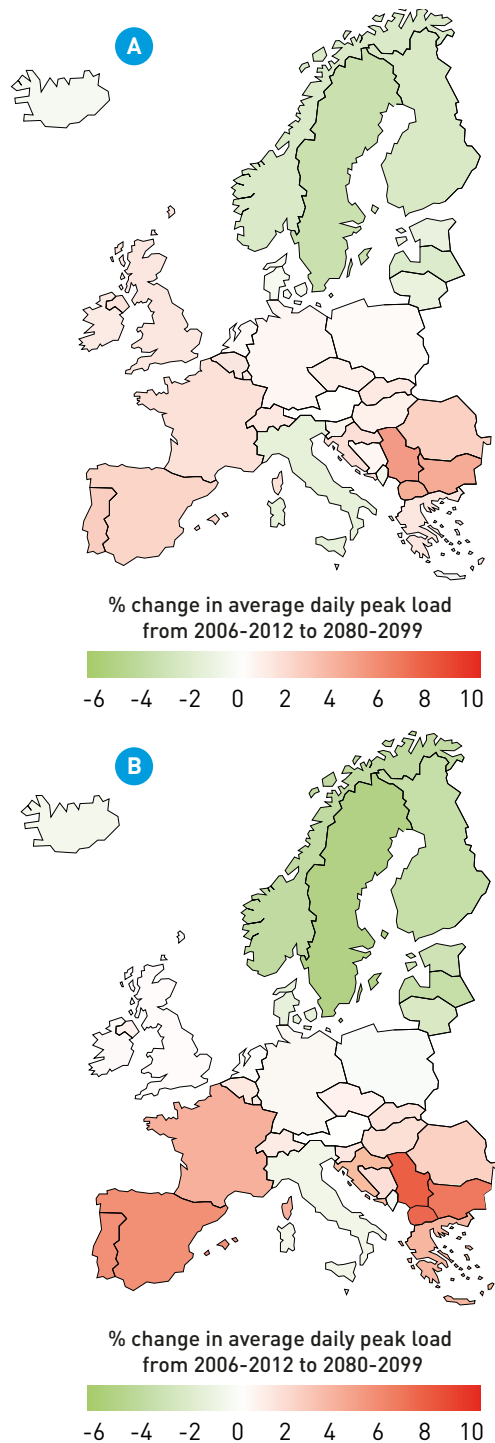 A
% change in average daily peak load
from 2006-2012 to 2080-2099
-6 -4 -2 0 2 4 6 8 10
B
% change in average daily peak load
from 2006-2012 to 2080-2099
-6 -4 -2 0 2 4 6 8 10